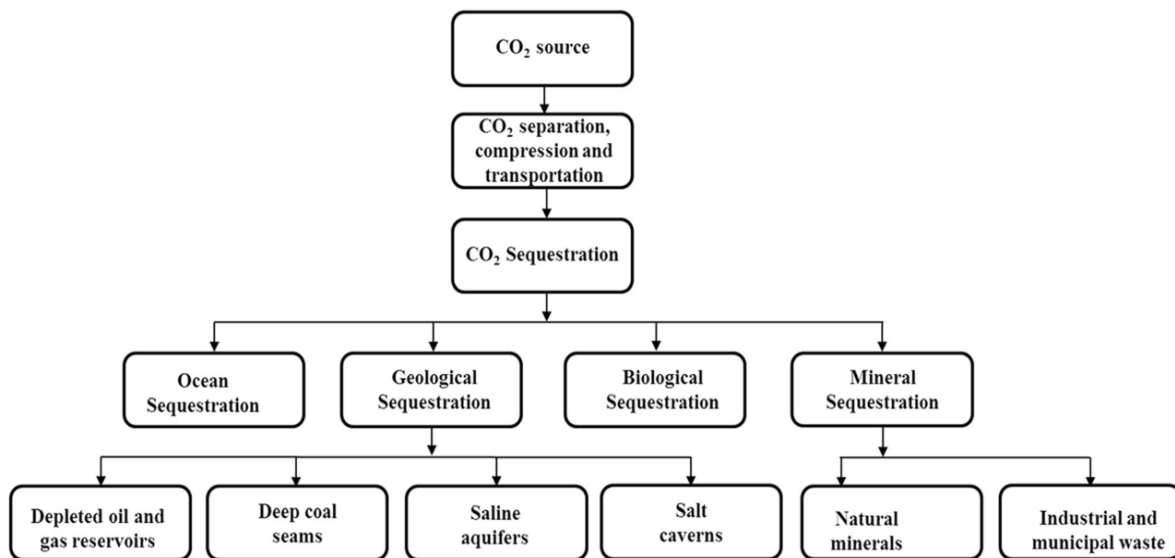 CO₂ source
CO₂ separation,
compression and
transportation
CO₂ Sequestration
Ocean
Sequestration
Geological
Sequestration
Biological
Sequestration
Mineral
Sequestration
Depleted oil and
gas reservoirs
Deep coal
seams
Saline
aquifers
Salt
caverns
Natural
minerals
Industrial and
municipal waste